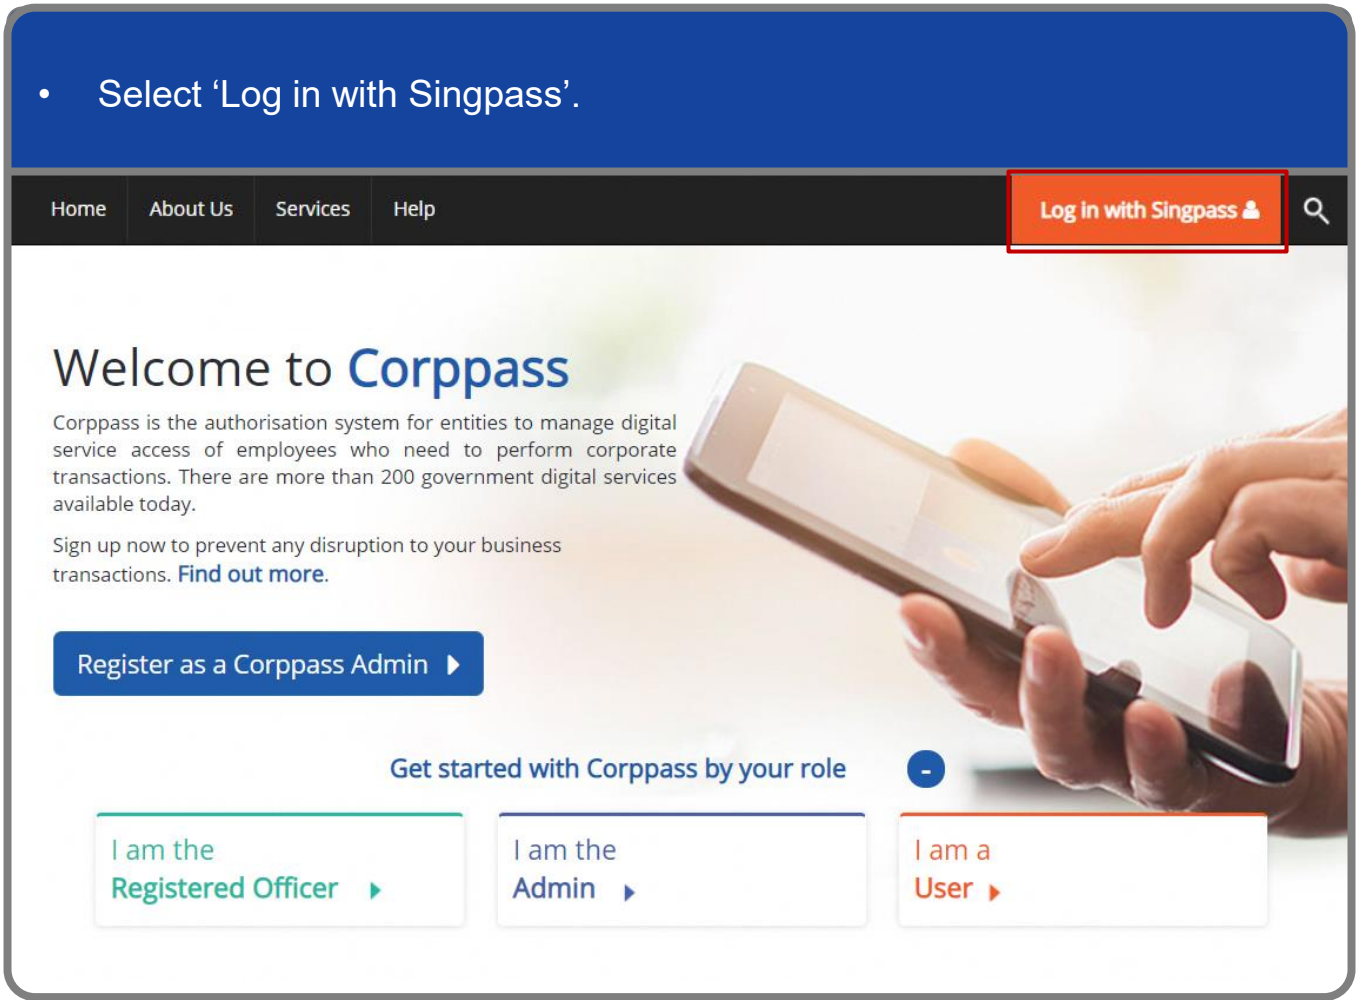 • Select ‘Log in with Singpass’.
Home About Us Services Help Log in with Singpass
Welcome to Corppass
Corppass is the authorisation system for entities to manage digital
service access of employees who need to perform corporate
transactions. There are more than 200 government digital services
available today.
Sign up now to prevent any disruption to your business
transactions. Find out more.
Register as a Corppass Admin
Get started with Corppass by your role -
I am the
Registered Officer
I am the
Admin
I am a
User